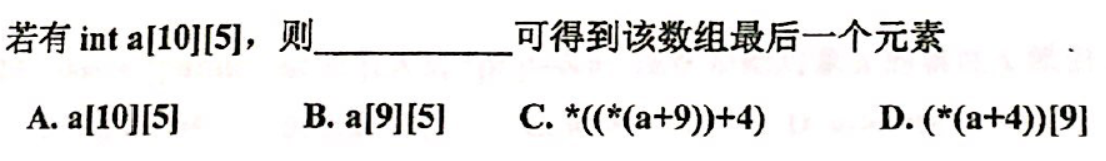 若有 int a[10][5]，则__________可得到该数组最后一个元素
A. a[10][5] B. a[9][5] C. *((*(a+9))+4) D. (*(a+4))[9]